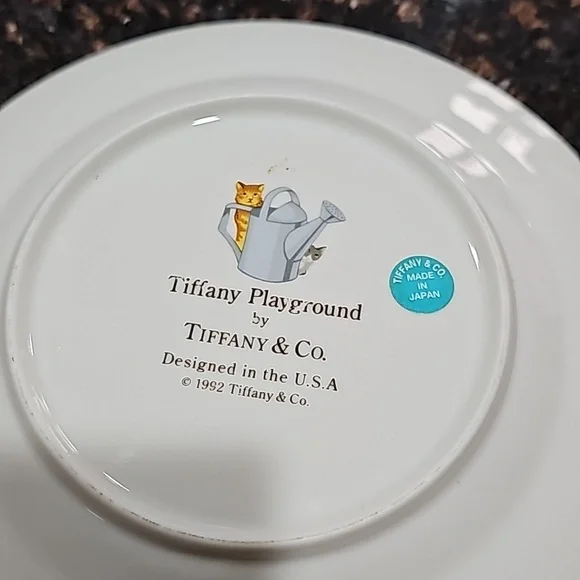 Tiffany Playground
by
TIFFANY & CO.
Designed in the U.S.A
© 1992 Tiffany & Co.
TIFFANY & CO.
MADE
IN
JAPAN